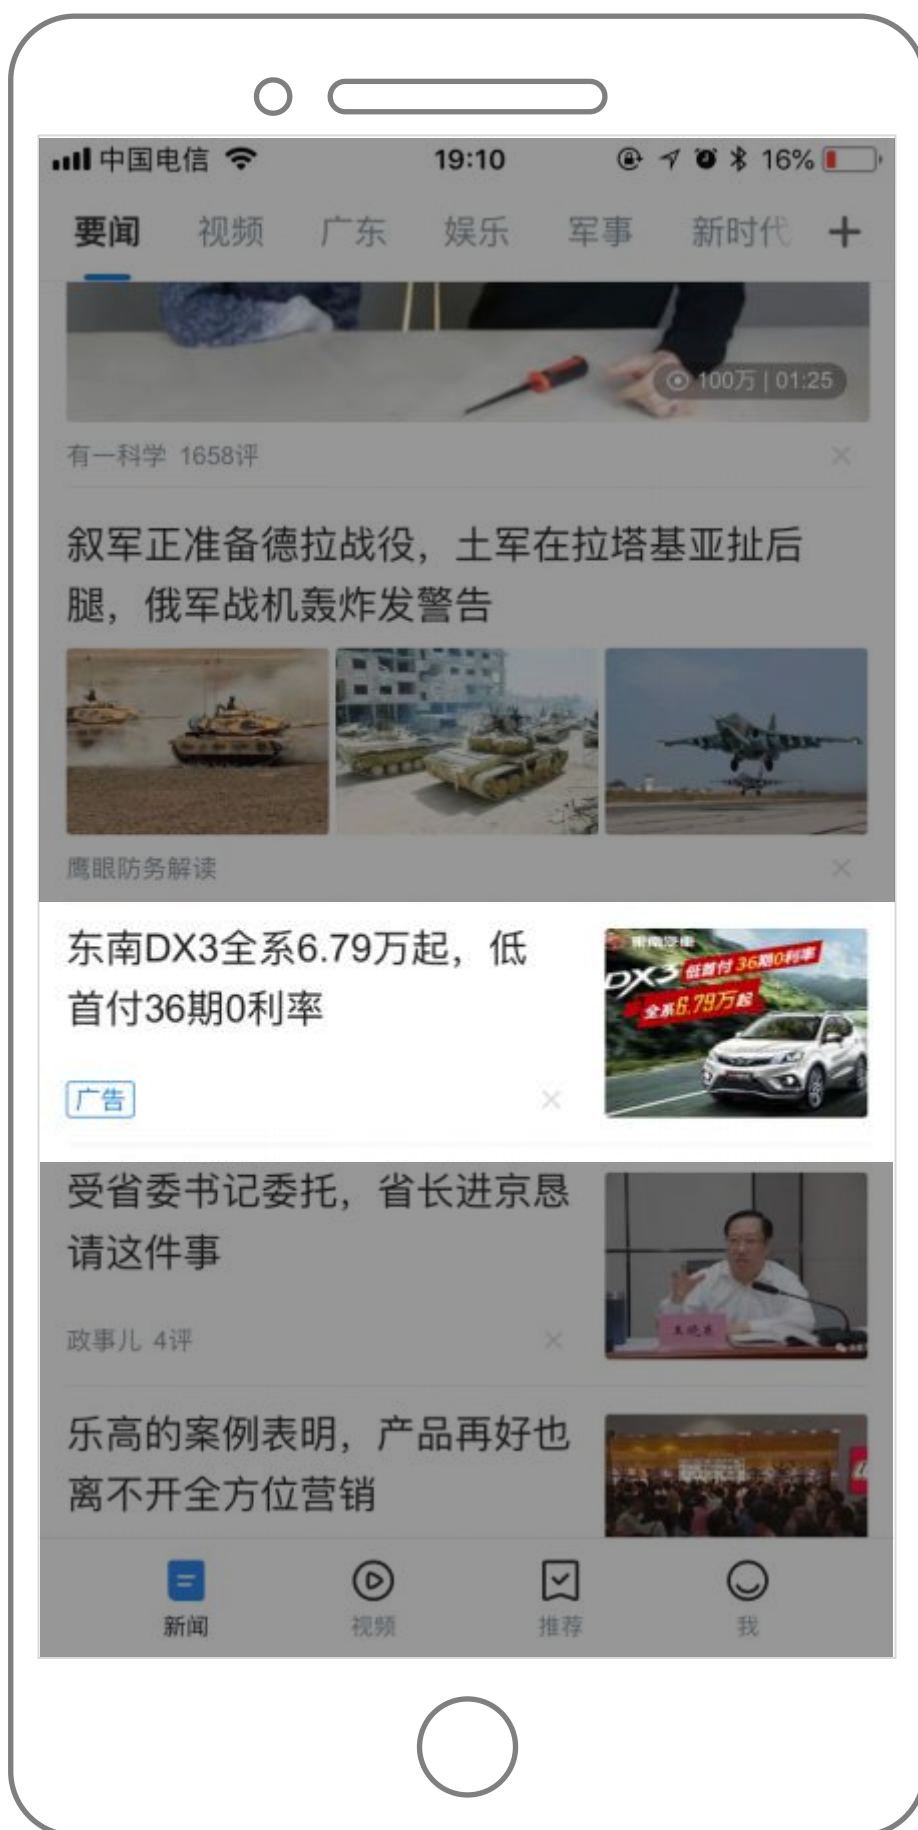 中国电信 19:10 16%
要闻 视频 广东 娱乐 军事 新时代
100万 | 01:25
有一科学 1658评
叙军正准备德拉战役，土军在拉塔基亚扯后
腿，俄军战机轰炸发警告
鹰眼防务解读
东南DX3全系6.79万起，低
首付36期0利率
广告
東南汽車
DX3 低首付 36期0利率
全系6.79万起
受省委书记委托，省长进京恳
请这件事
政事儿 4评
王晓东
乐高的案例表明，产品再好也
离不开全方位营销
新闻 视频 推荐 我